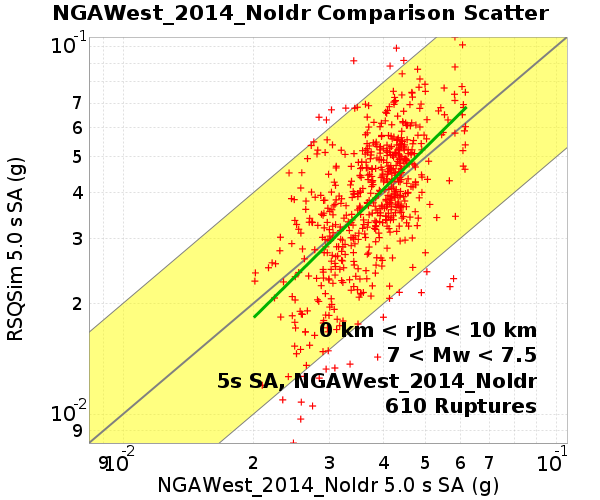 NGAWest_2014_NoIdr Comparison Scatter
10-1
7
6
5
4
3
2
10-2
9
RSQSim 5.0 s SA (g)
0 km < rJB < 10 km
7 < Mw < 7.5
5s SA, NGAWest_2014_NoIdr
610 Ruptures
9 10-2 2 3 4 5 6 7 10-1
NGAWest_2014_NoIdr 5.0 s SA (g)